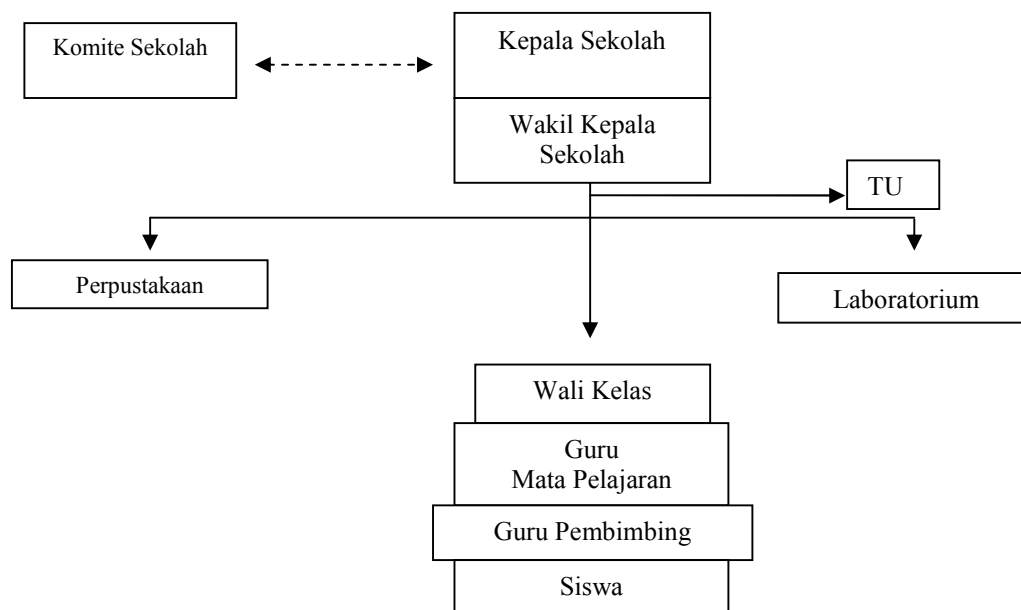 Komite Sekolah
Kepala Sekolah
Wakil Kepala
Sekolah
TU
Perpustakaan
Laboratorium
Wali Kelas
Guru
Mata Pelajaran
Guru Pembimbing
Siswa